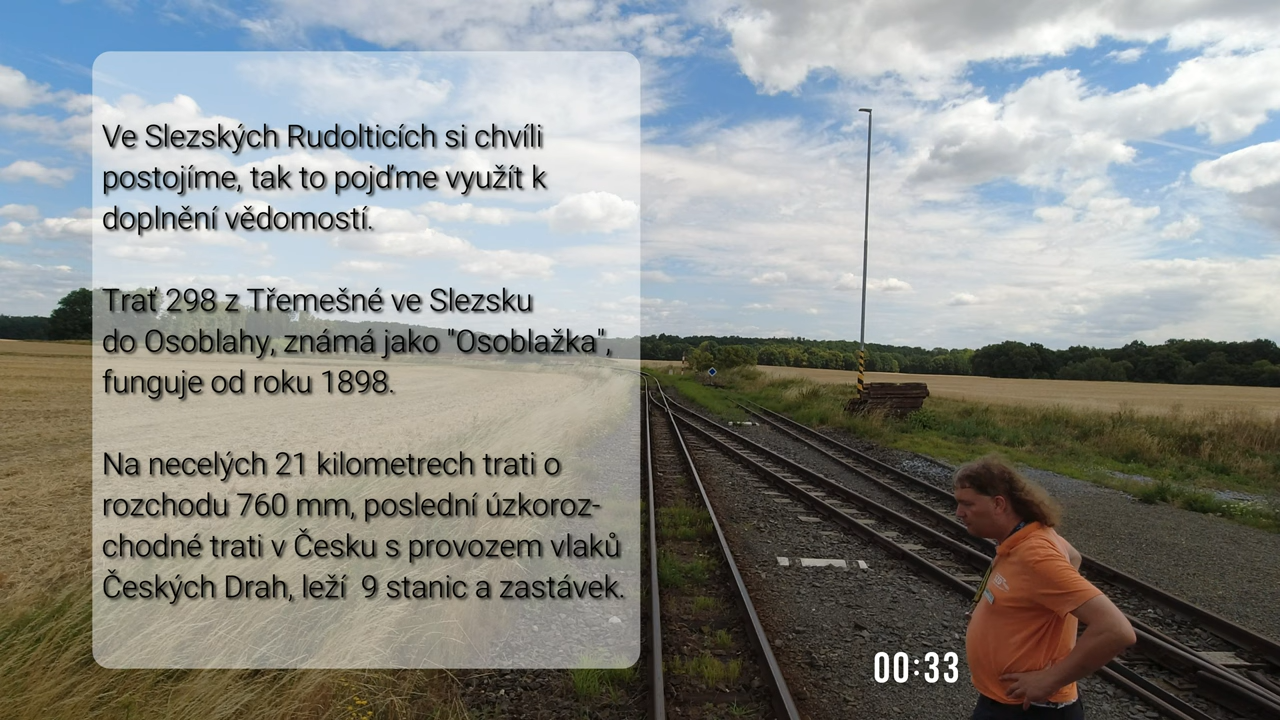 Ve Slezských Rudolticích si chvíli
postojíme, tak to pojďme využít k
doplnění vědomostí.
Trať 298 z Třemešné ve Slezsku
do Osoblahy, známá jako "Osoblažka",
funguje od roku 1898.
Na necelých 21 kilometrech trati o
rozchodu 760 mm, poslední úzkoroz-
chodné trati v Česku s provozem vlaků
Českých Drah, leží  9 stanic a zastávek.
00:33